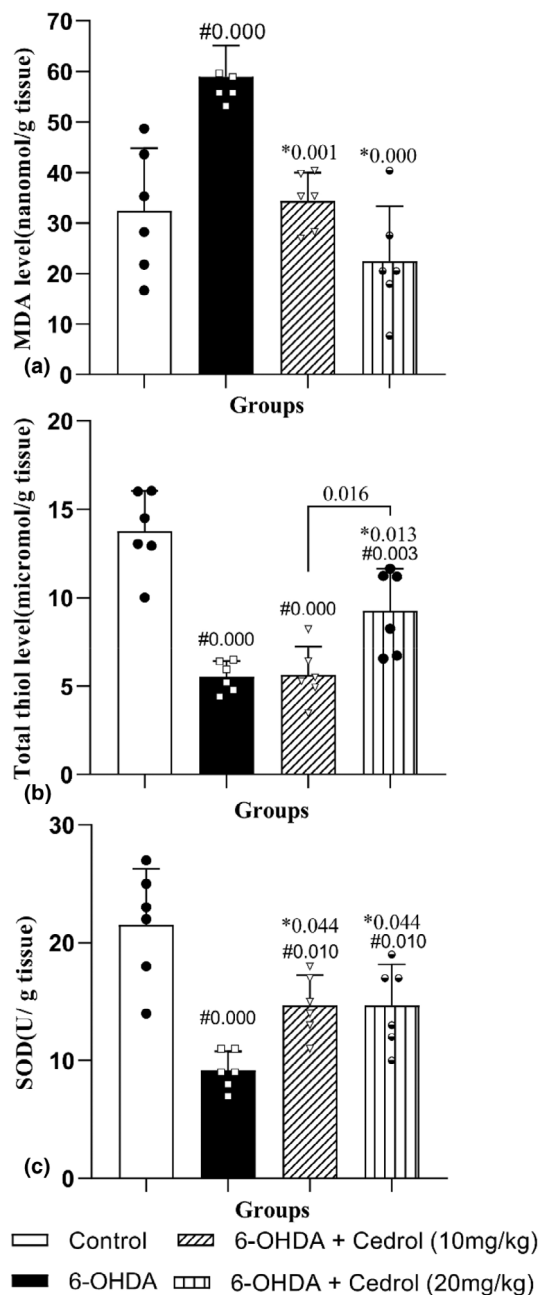 70
60
50
40
30
20
10
0
MDA level(nanomol/g tissue)
#0.000
*0.001
*0.000
(a)
Groups
20
15
10
5
0
Total thiol level(micromol/g tissue)
0.016
*0.013
#0.003
#0.000
#0.000
(b)
Groups
30
20
10
0
SOD(U/ g tissue)
*0.044
*0.044
#0.010
#0.010
#0.000
(c)
Groups
Control
6-OHDA + Cedrol (10mg/kg)
6-OHDA
6-OHDA + Cedrol (20mg/kg)